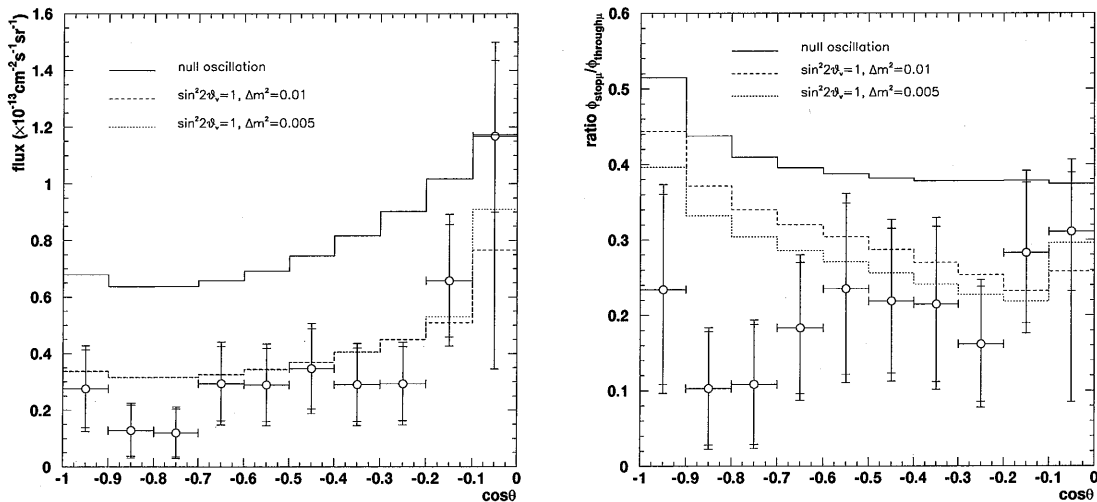 flux (×10⁻¹³cm⁻²s⁻¹sr⁻¹)
1.6
1.4
1.2
1
0.8
0.6
0.4
0.2
0
null oscillation
sin²2ϑᵥ=1, Δm²=0.01
sin²2ϑᵥ=1, Δm²=0.005
-1 -0.9 -0.8 -0.7 -0.6 -0.5 -0.4 -0.3 -0.2 -0.1 0
cosθ
ratio ϕstopμ/ϕthroughμ
0.6
0.5
0.4
0.3
0.2
0.1
0
null oscillation
sin²2ϑᵥ=1, Δm²=0.01
sin²2ϑᵥ=1, Δm²=0.005
-1 -0.9 -0.8 -0.7 -0.6 -0.5 -0.4 -0.3 -0.2 -0.1 0
cosθ